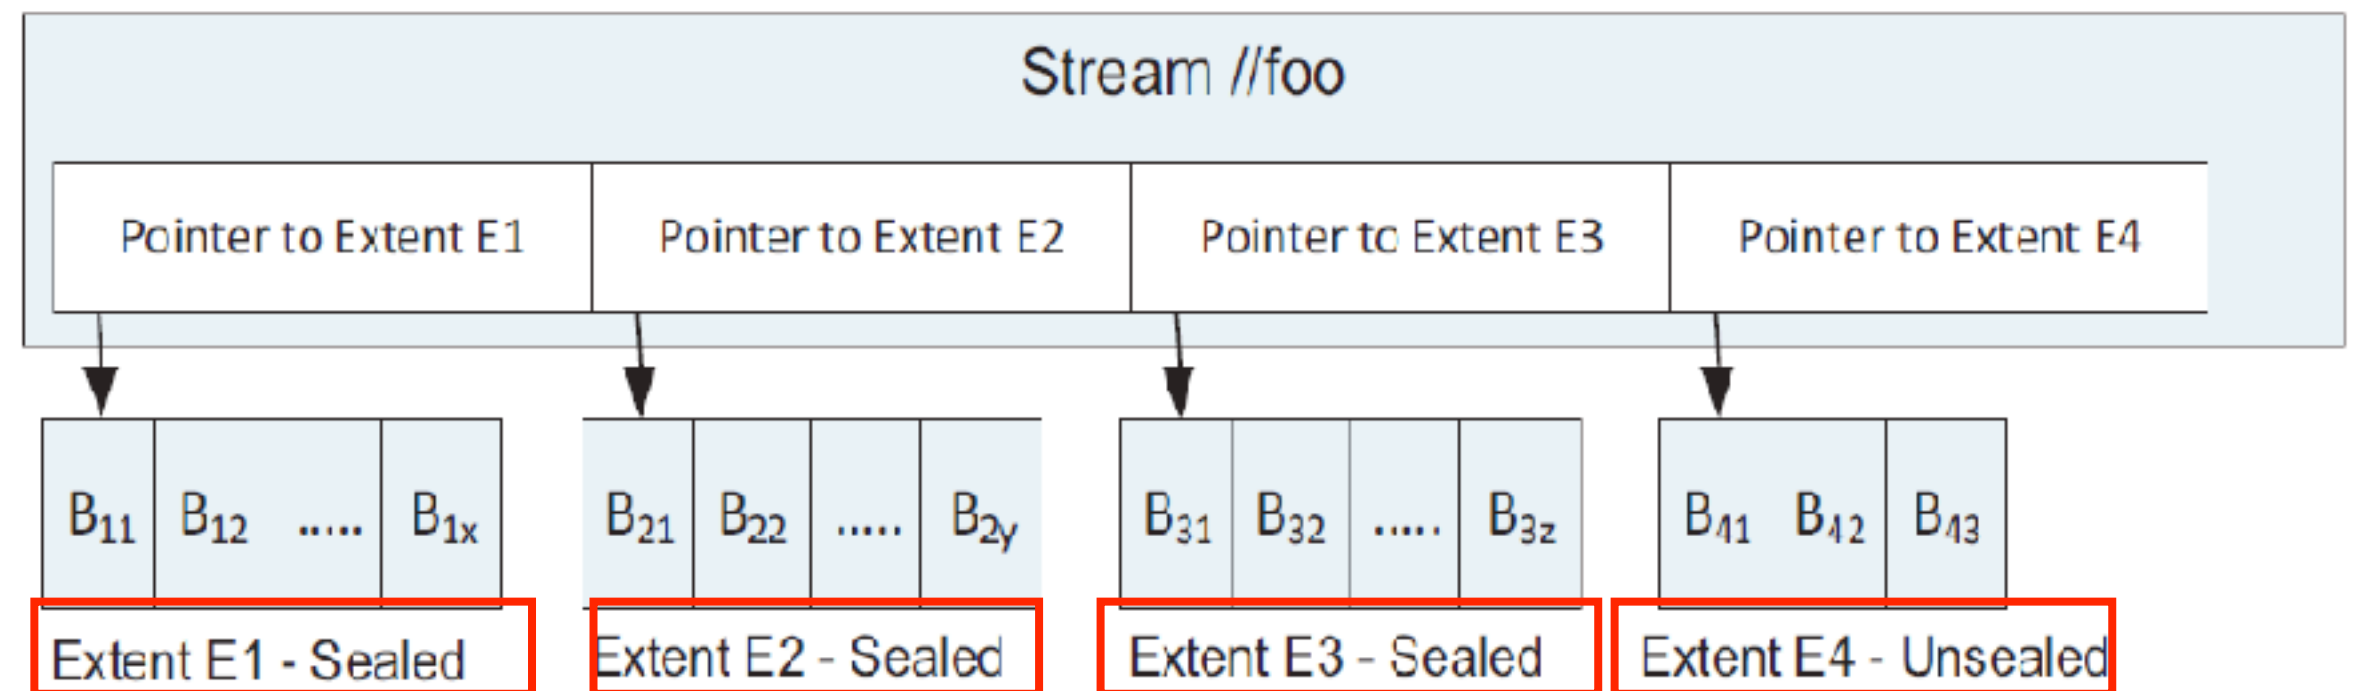 Stream //foo
Pointer to Extent E1 Pointer to Extent E2 Pointer to Extent E3 Pointer to Extent E4
B11 B12 ...... B1x B21 B22 ..... B2y B31 B32 ..... B3z B41 B42 B43
Extent E1 - Sealed Extent E2 - Sealed Extent E3 - Sealed Extent E4 - Unsealed